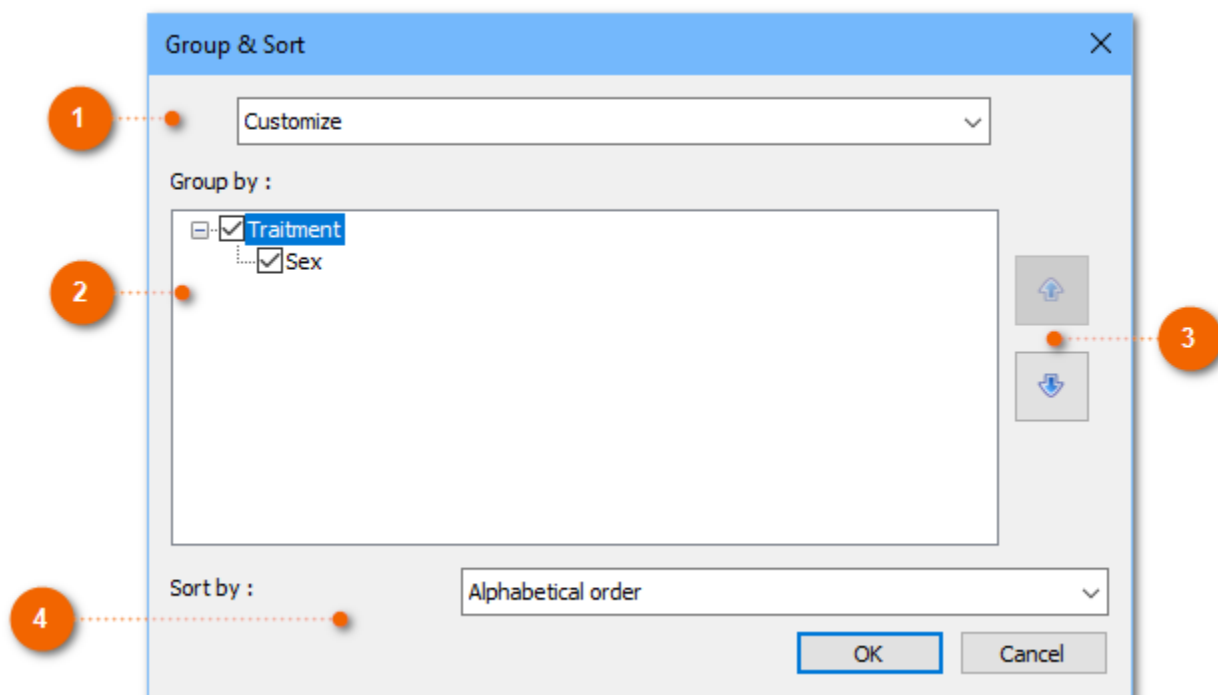 Group & Sort
1
Customize
Group by :
Traitment
Sex
2
3
Sort by :
Alphabetical order
4
OK
Cancel